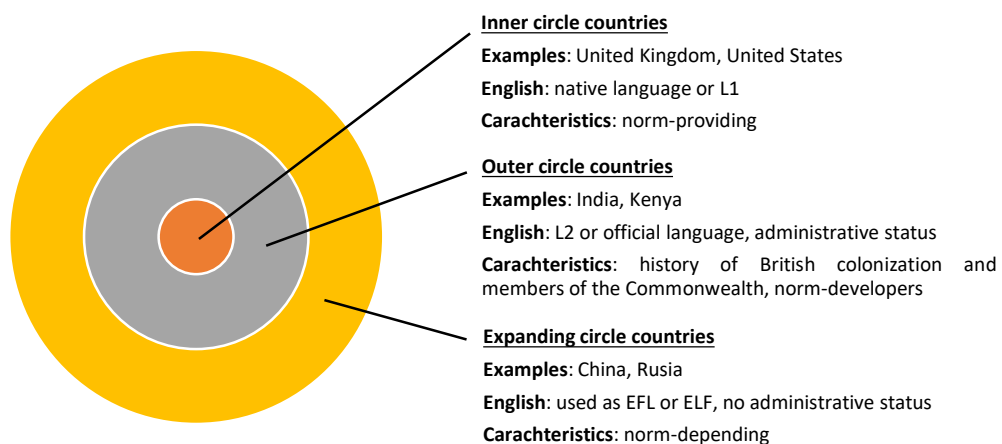 Inner circle countries
Examples: United Kingdom, United States
English: native language or L1
Carachteristics: norm-providing
Outer circle countries
Examples: India, Kenya
English: L2 or official language, administrative status
Carachteristics: history of British colonization and
members of the Commonwealth, norm-developers
Expanding circle countries
Examples: China, Rusia
English: used as EFL or ELF, no administrative status
Carachteristics: norm-depending